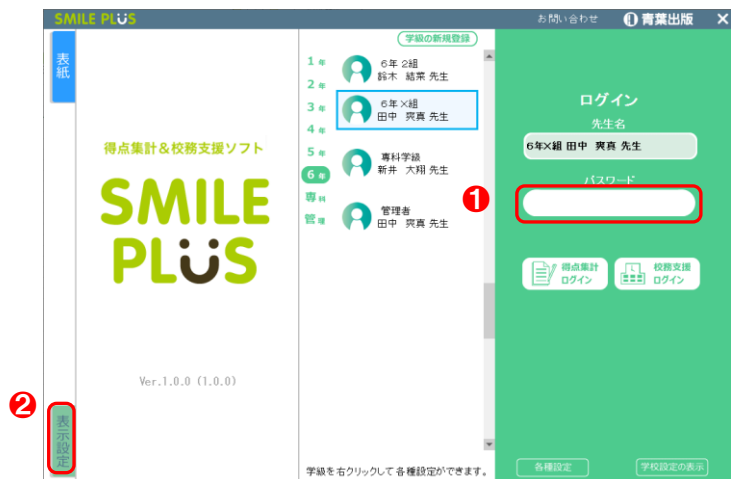 SMILE PLUS
お問い合わせ
青葉出版
×
表紙
得点集計&校務支援ソフト
SMILE
PLUS
Ver.1.0.0 (1.0.0)
表示設定
学級の新規登録
1年
2年
3年
4年
5年
6年
専科
管理
6年 2組
鈴木 結菜 先生
6年 ×組
田中 爽真 先生
専科学級
新井 大翔 先生
管理者
田中 爽真 先生
学級を右クリックして各種設定ができます。
ログイン
先生名
6年×組 田中 爽真 先生
パスワード
得点集計
ログイン
校務支援
ログイン
各種設定
学校設定の表示
1
2